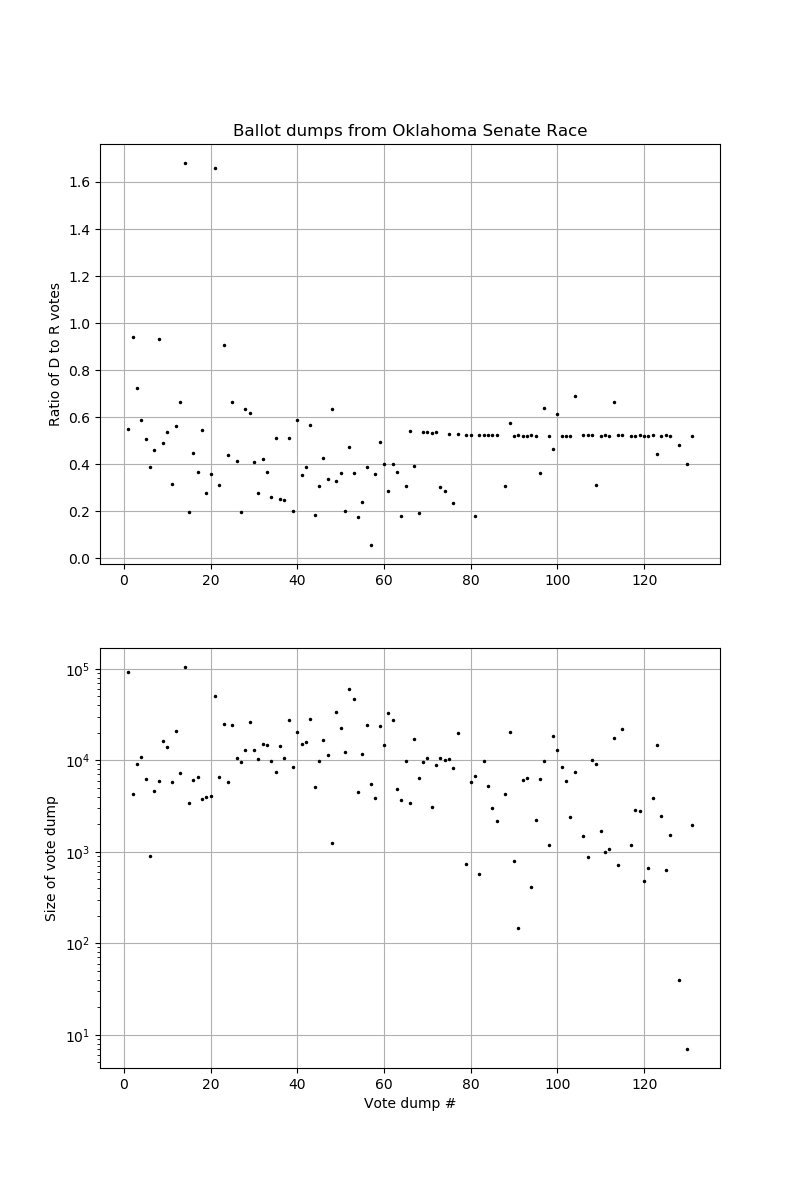 Ballot dumps from Oklahoma Senate Race
Ratio of D to R votes
1.6
1.4
1.2
1.0
0.8
0.6
0.4
0.2
0.0
0 20 40 60 80 100 120
Size of vote dump
10^5
10^4
10^3
10^2
10^1
0 20 40 60 80 100 120
Vote dump #